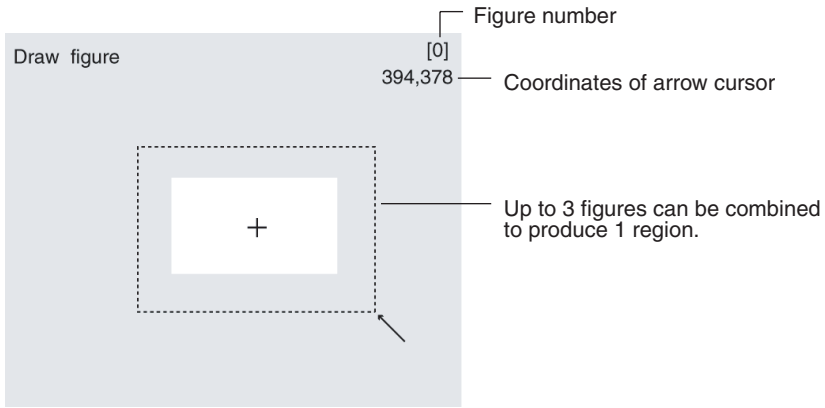 Figure number
Draw figure
[0]
394,378
Coordinates of arrow cursor
Up to 3 figures can be combined
to produce 1 region.